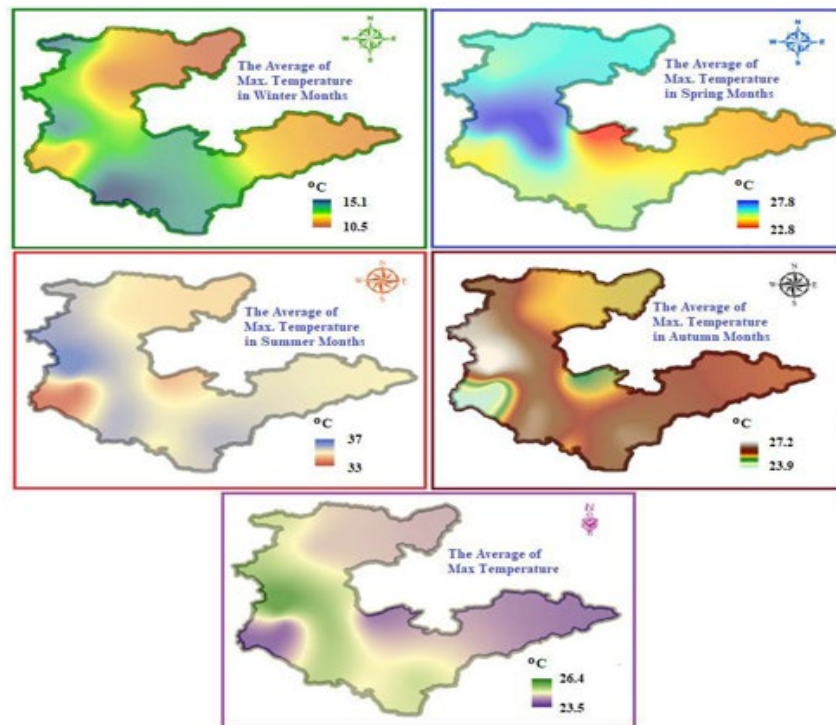 N
W E
S
The Average of
Max. Temperature
in Winter Months
°C
15.1
10.5
N
W E
S
The Average of
Max. Temperature
in Spring Months
°C
27.8
22.8
N
W E
S
The Average of
Max. Temperature
in Summer Months
°C
37
33
N
W E
S
The Average of
Max. Temperature
in Autumn Months
°C
27.2
23.9
N
The Average of
Max Temperature
°C
26.4
23.5